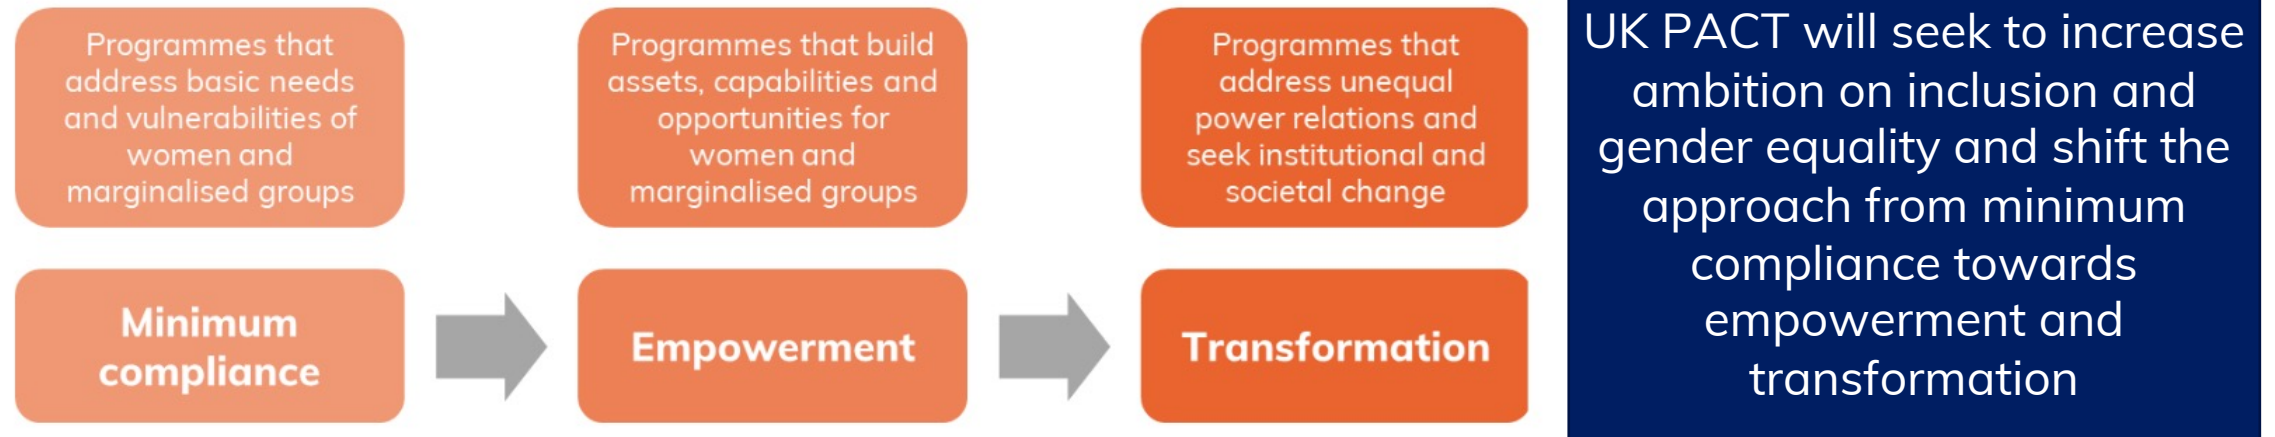 Programmes that
address basic needs
and vulnerabilities of
women and
marginalised groups
Minimum
compliance
Programmes that build
assets, capabilities and
opportunities for
women and
marginalised groups
Empowerment
Programmes that
address unequal
power relations and
seek institutional and
societal change
Transformation
UK PACT will seek to increase
ambition on inclusion and
gender equality and shift the
approach from minimum
compliance towards
empowerment and
transformation